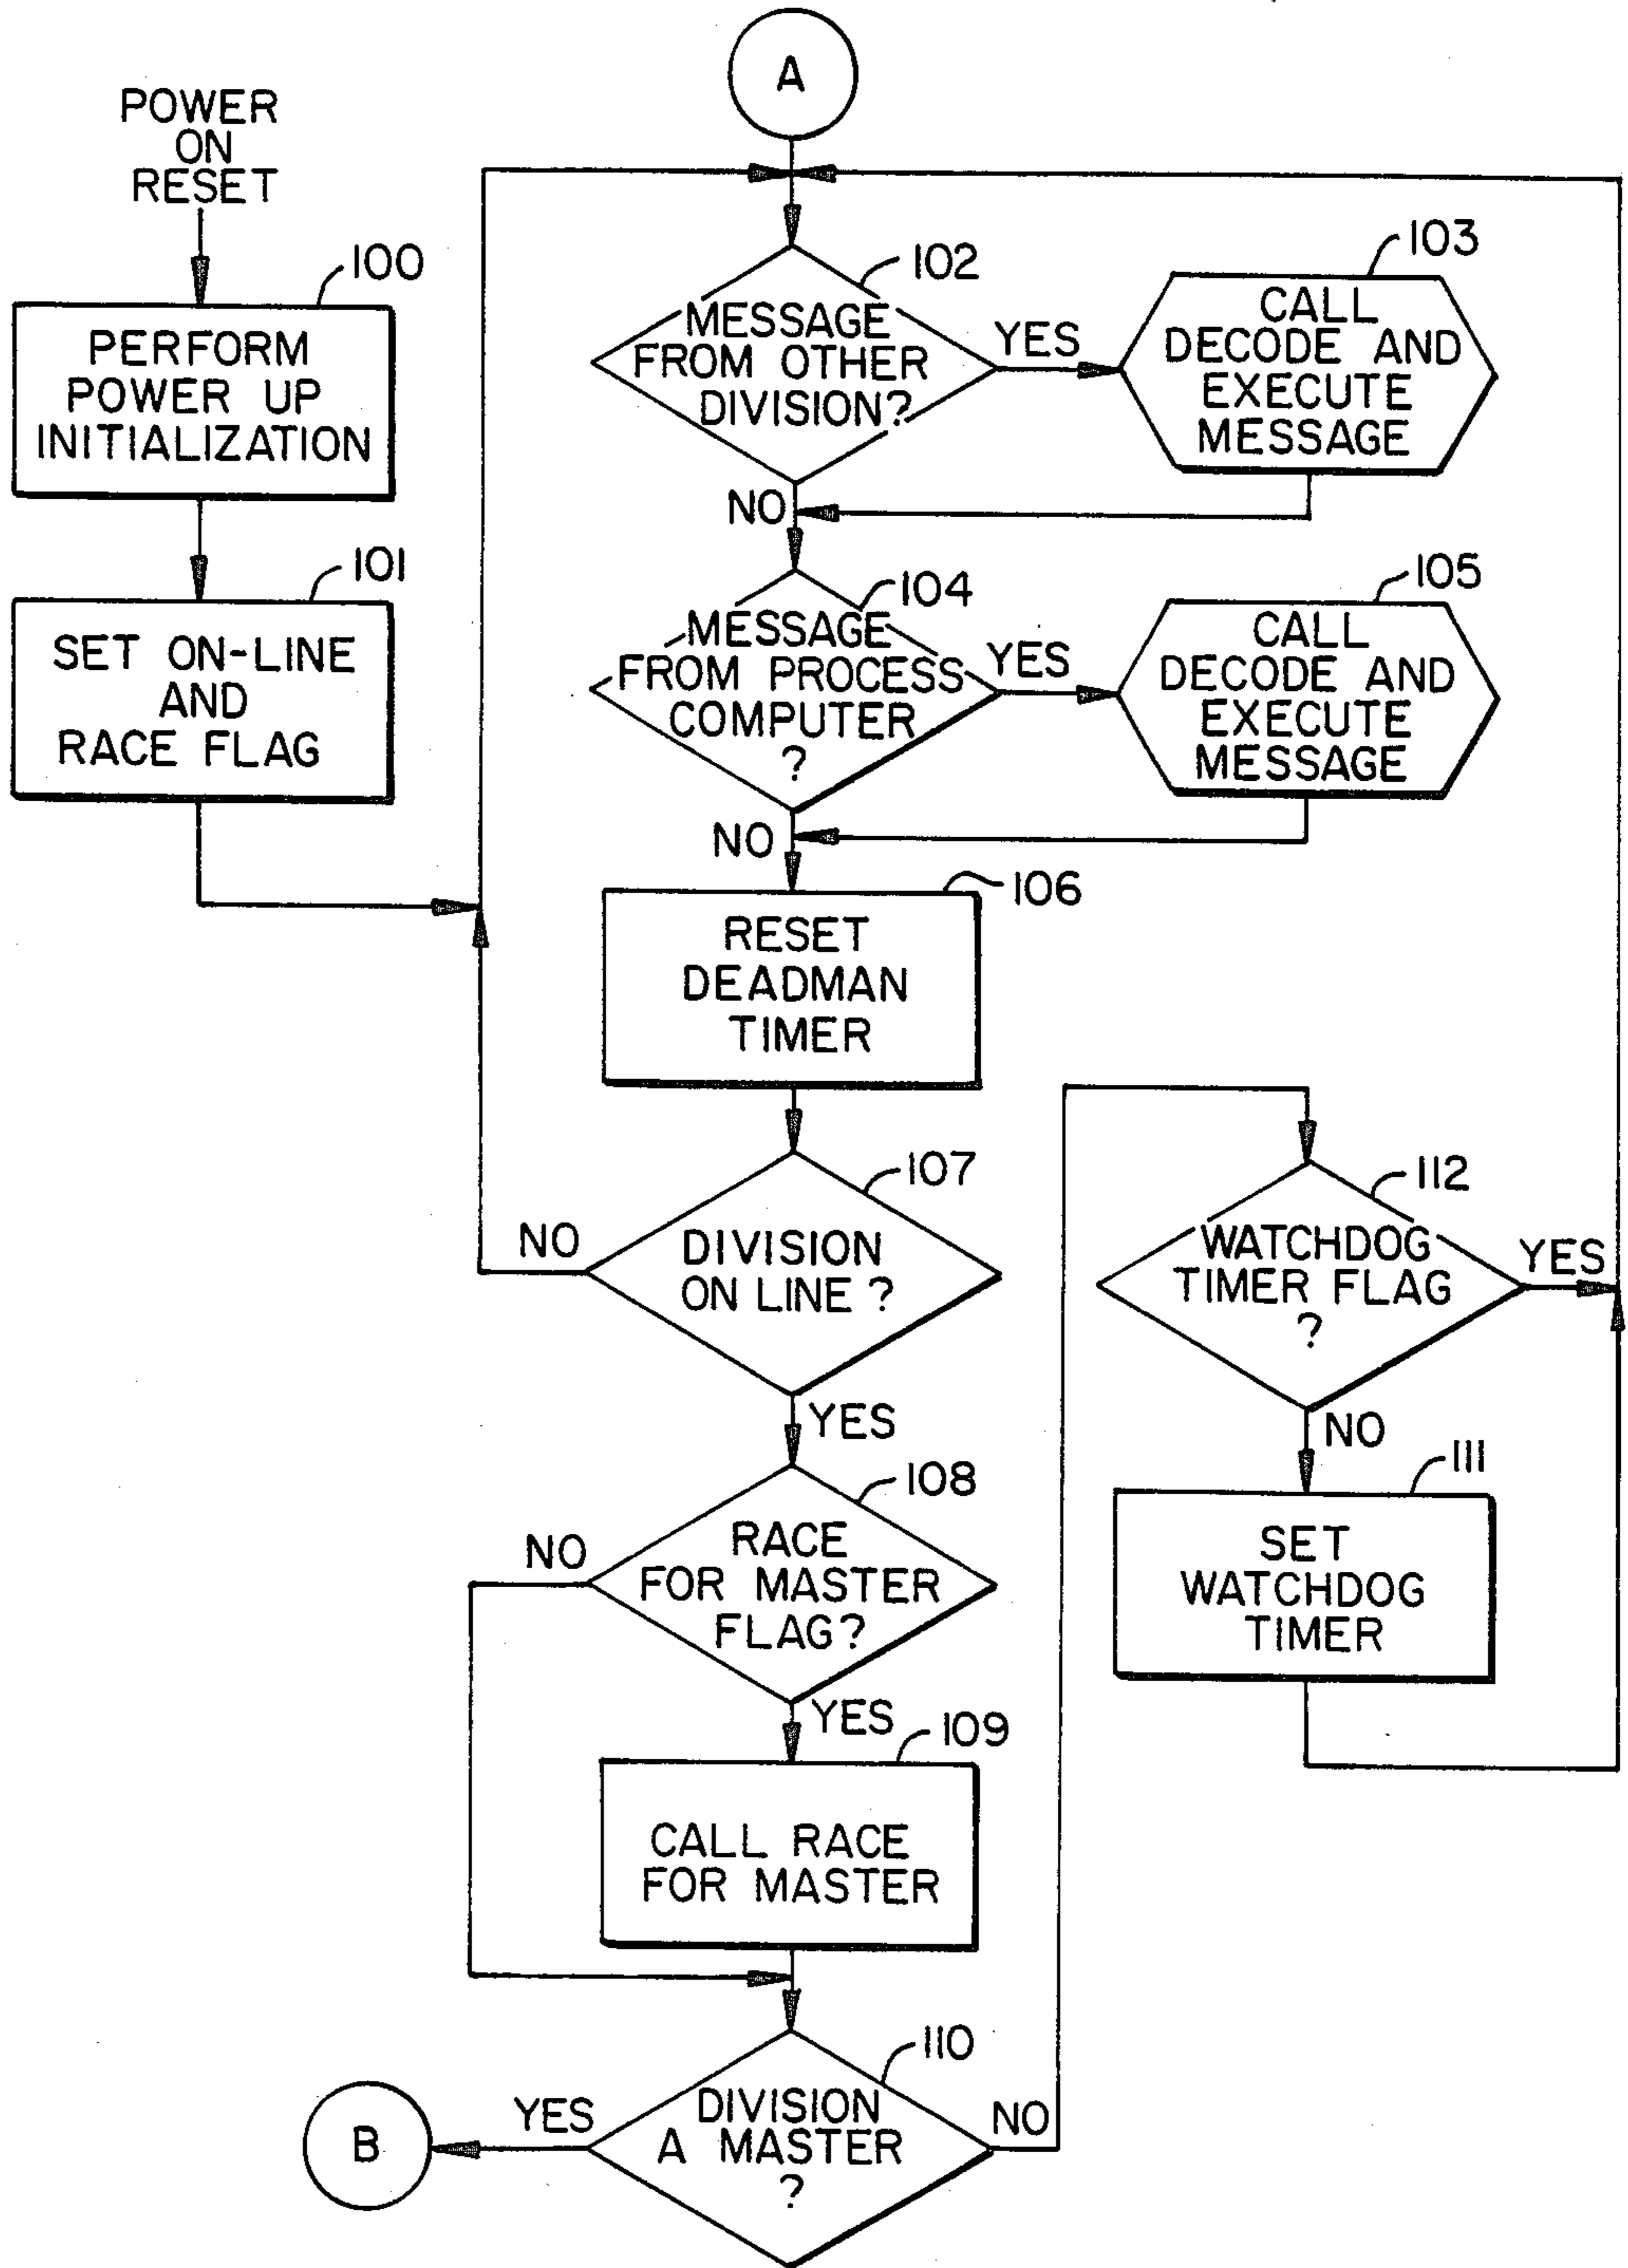 A
POWER
ON
RESET
100
PERFORM
POWER UP
INITIALIZATION
101
SET ON-LINE
AND
RACE FLAG
102
MESSAGE
FROM OTHER
DIVISION?
YES
103
CALL
DECODE AND
EXECUTE
MESSAGE
NO
104
MESSAGE
FROM PROCESS
COMPUTER
?
YES
105
CALL
DECODE AND
EXECUTE
MESSAGE
NO
106
RESET
DEADMAN
TIMER
107
DIVISION
ON LINE ?
NO
YES
108
RACE
FOR MASTER
FLAG?
NO
YES
109
CALL RACE
FOR MASTER
110
DIVISION
A MASTER
?
YES
B
NO
112
WATCHDOG
TIMER FLAG
?
YES
NO
111
SET
WATCHDOG
TIMER